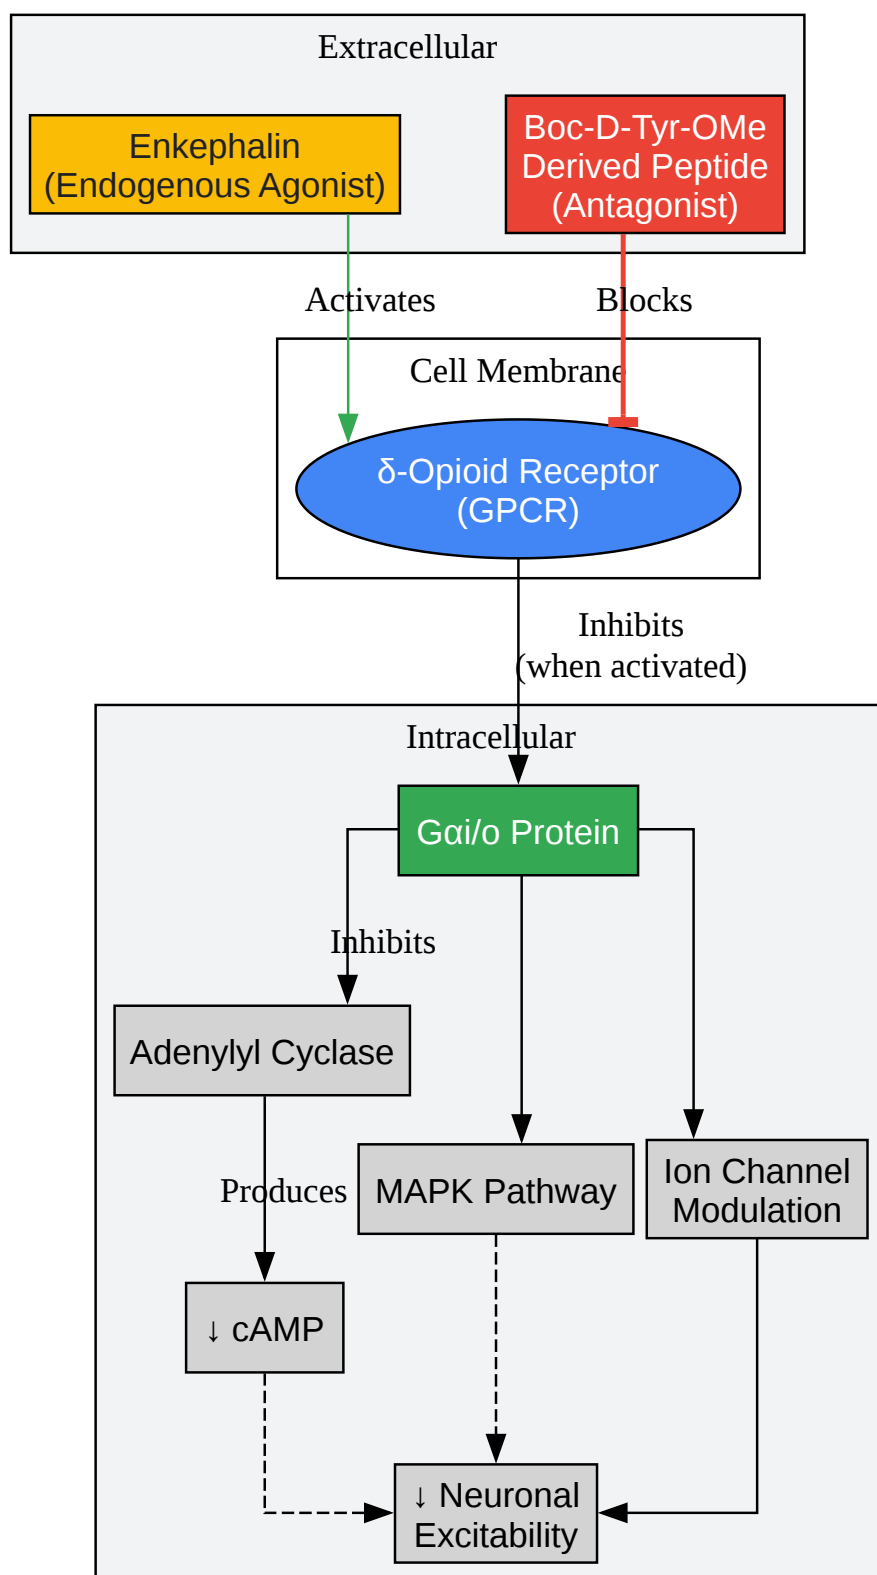 Extracellular
Enkephalin
(Endogenous Agonist)
Boc-D-Tyr-OMe
Derived Peptide
(Antagonist)
Activates
Blocks
Cell Membrane
δ-Opioid Receptor
(GPCR)
Inhibits
(when activated)
Intracellular
Gαi/o Protein
Inhibits
Adenylyl Cyclase
Produces
MAPK Pathway
Ion Channel
Modulation
↓ cAMP
↓ Neuronal
Excitability